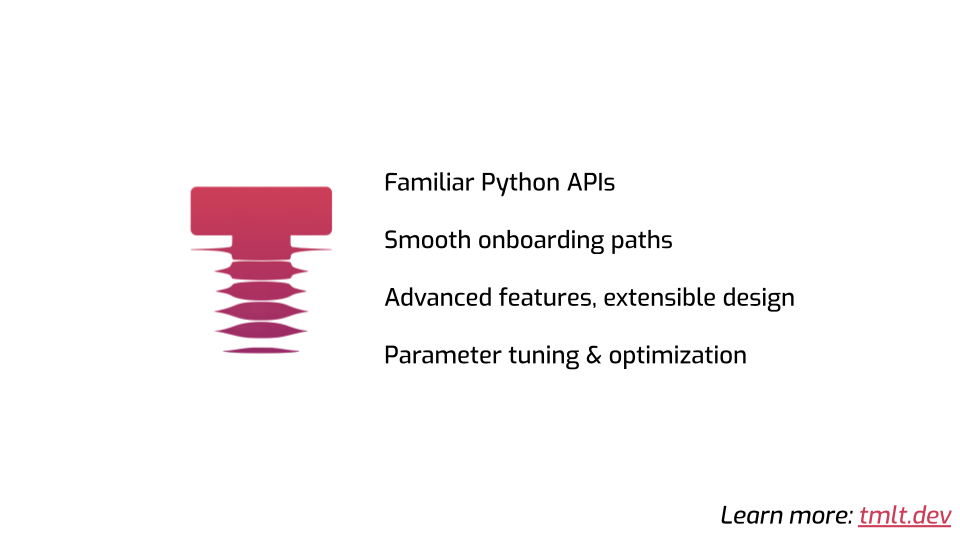 Familiar Python APIs
Smooth onboarding paths
Advanced features, extensible design
Parameter tuning & optimization
Learn more: tmlt.dev